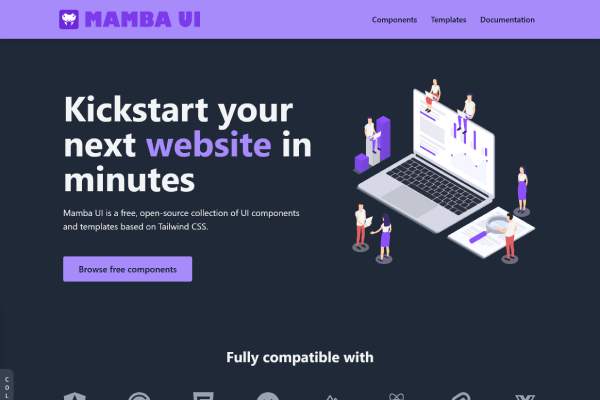 MAMBA UI
Components Templates Documentation
Kickstart your
next website in
minutes
Mamba UI is a free, open-source collection of UI components
and templates based on Tailwind CSS.
Browse free components
Fully compatible with
C
O
L